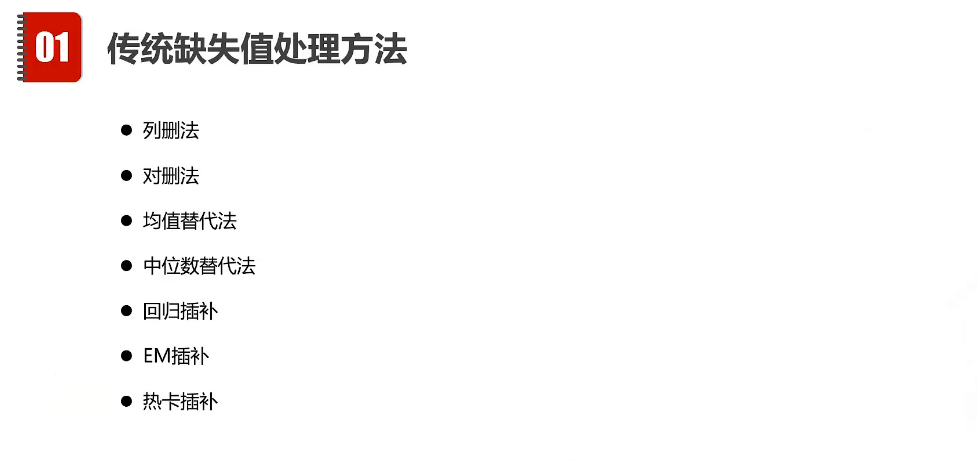 01 传统缺失值处理方法
● 列删法
● 对删法
● 均值替代法
● 中位数替代法
● 回归插补
● EM插补
● 热卡插补